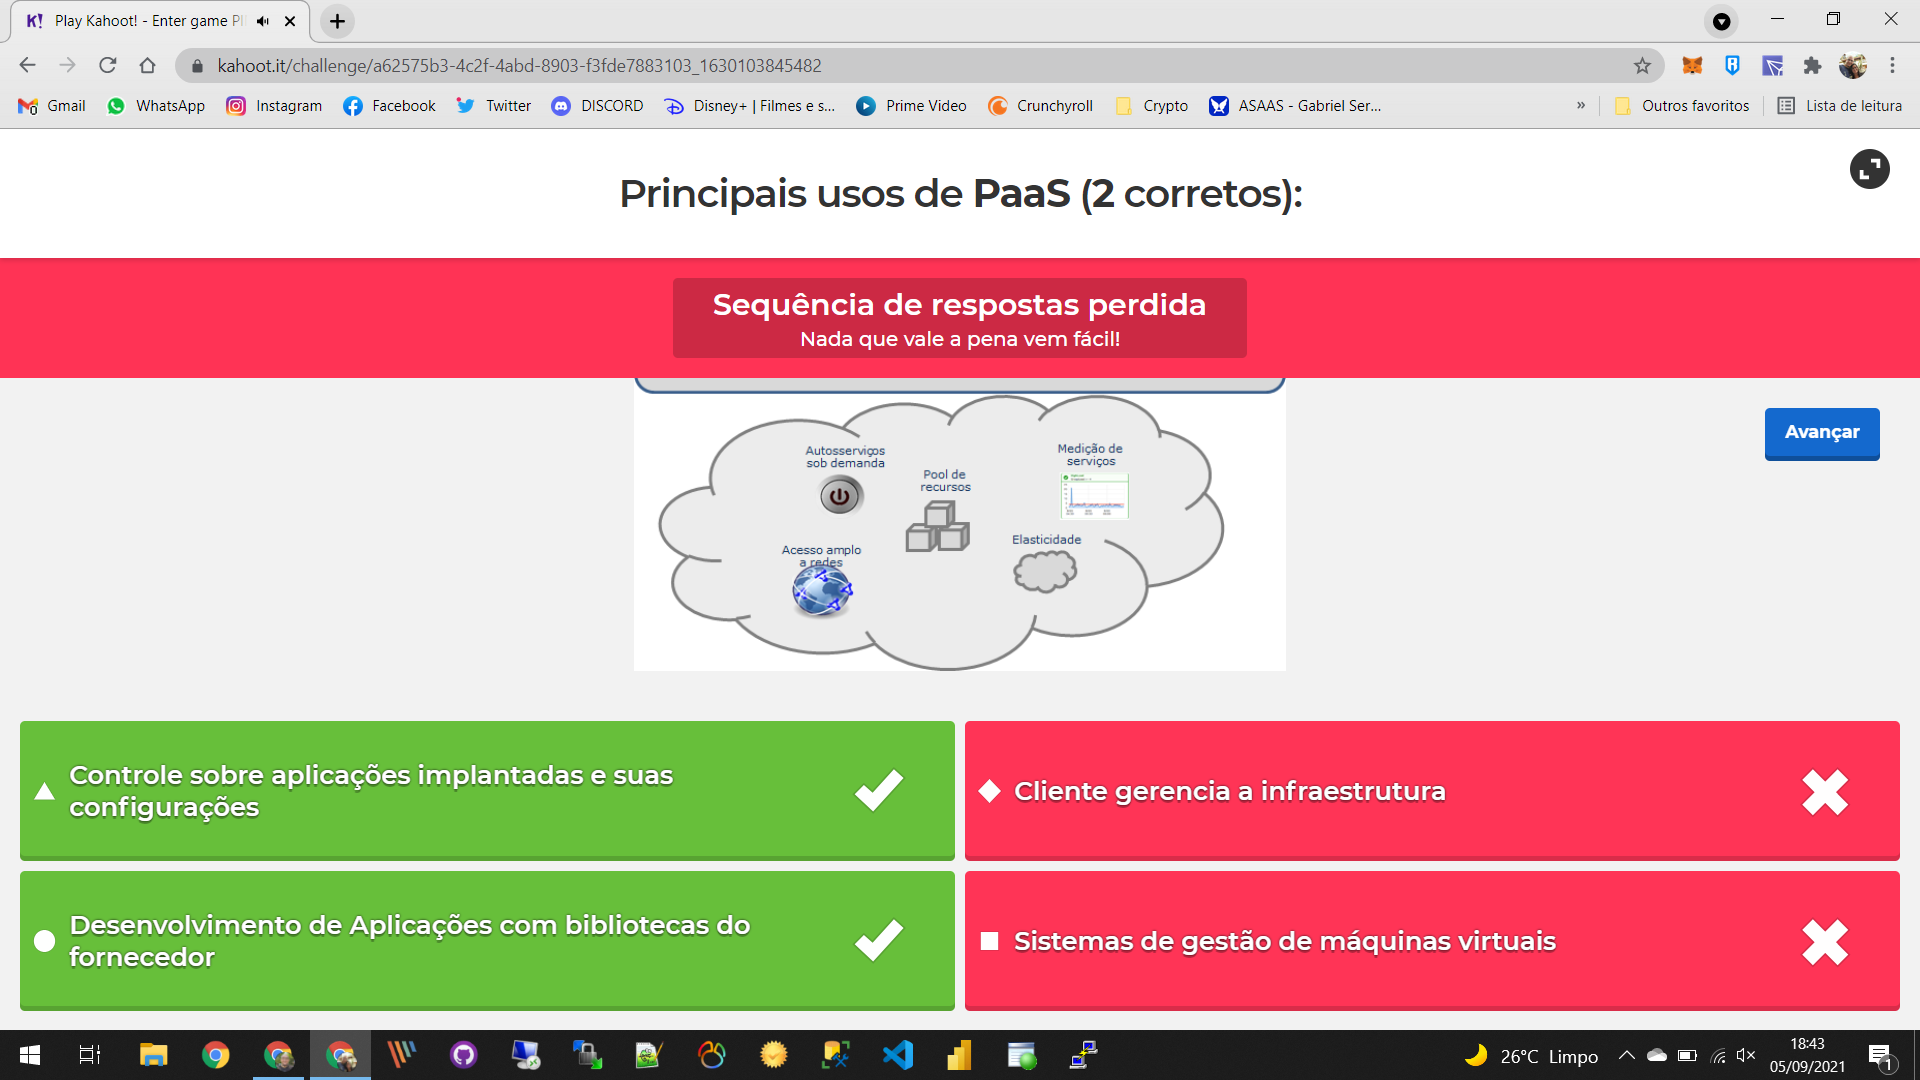 Play Kahoot! - Enter game P
kahoot.it/challenge/a62575b3-4c2f-4abd-8903-f3fde7883103_1630103845482
Gmail
WhatsApp
Instagram
Facebook
Twitter
DISCORD
Disney+ | Filmes e s...
Prime Video
Crunchyroll
Crypto
ASAAS - Gabriel Ser...
»
Outros favoritos
Lista de leitura
Principais usos de PaaS (2 corretos):
Sequência de respostas perdida
Nada que vale a pena vem fácil!
Avançar
Autosserviços
sob demanda
Pool de
recursos
Medição de
serviços
Acesso amplo
a redes
Elasticidade
Controle sobre aplicações implantadas e suas
configurações
Cliente gerencia a infraestrutura
Desenvolvimento de Aplicações com bibliotecas do
fornecedor
Sistemas de gestão de máquinas virtuais
26°C Limpo
18:43
05/09/2021
1